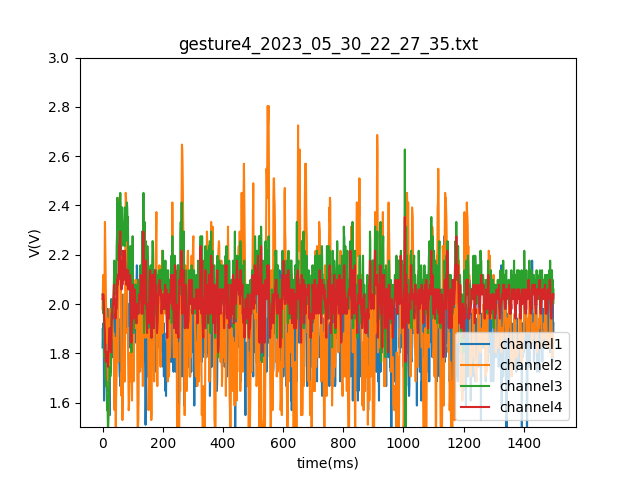 gesture4_2023_05_30_22_27_35.txt
3.0
2.8
2.6
2.4
2.2
2.0
1.8
1.6
V(V)
channel1
channel2
channel3
channel4
0 200 400 600 800 1000 1200 1400
time(ms)